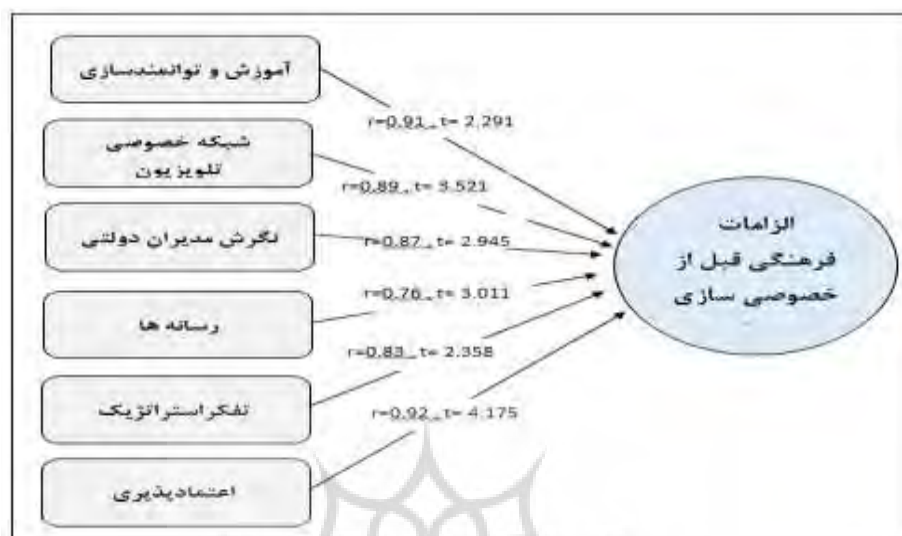 آموزش و توانمندسازی
r=0.91 , t= 2.291
شبکه خصوصی
تلویزیون
r=0.89 , t= 3.521
نگرش مدیران دولتی
r=0.87 , t= 2.945
رسانه ها
r=0.76 , t= 3.011
تفکر استراتژیک
r=0.83 , t= 2.358
اعتمادپذیری
r=0.92 , t= 4.175
الزامات
فرهنگی قبل از
خصوصی سازی